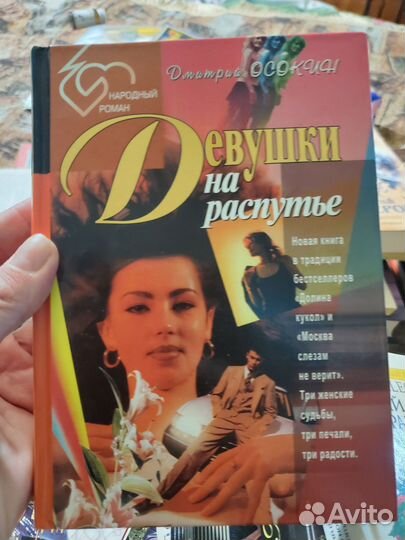 НАРОДНЫЙ
РОМАН
Дмитрий ОСОКИН
Девушки
на
распутье
Новая книга
в традиции
бестселлеров
«Долина
кукол» и
«Москва
слезам
не верит».
Три женские
судьбы,
три печали,
три радости.
Avito